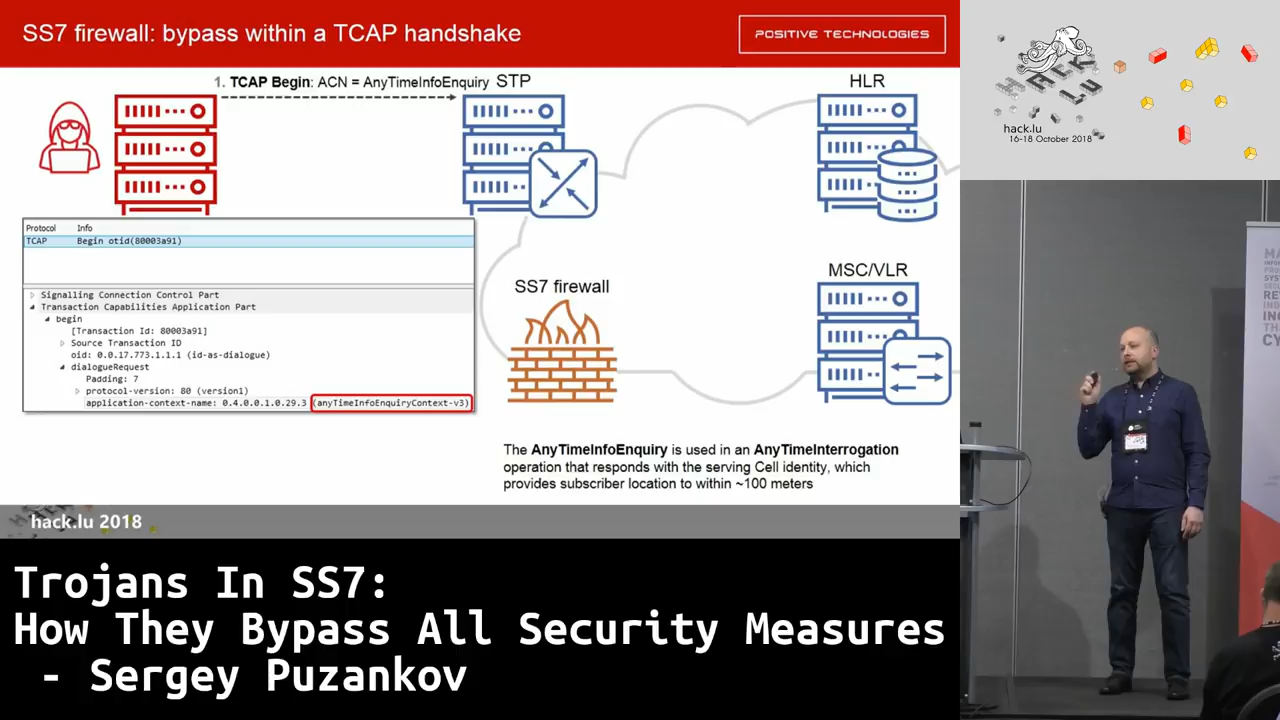 SS7 firewall: bypass within a TCAP handshake
POSITIVE TECHNOLOGIES
1. TCAP Begin: ACN = AnyTimeInfoEnquiry
STP
HLR
Protocol Info
TCAP Begin otid(80003a91)
Signalling Connection Control Part
Transaction Capabilities Application Part
begin
[Transaction Id: 80003a91]
Source Transaction ID
oid: 0.0.17.773.1.1.1 (id-as-dialogue)
dialogueRequest
Padding: 7
protocol-version: 80 (version1)
application-context-name: 0.4.0.0.1.0.29.3 (anyTimeInfoEnquiryContext-v3)
SS7 firewall
MSC/VLR
The AnyTimeInfoEnquiry is used in an AnyTimeInterrogation
operation that responds with the serving Cell identity, which
provides subscriber location to within ~100 meters
hack.lu 2018
HACK.LU
hack.lu
16-18 October 2018
Trojans In SS7:
How They Bypass All Security Measures
- Sergey Puzankov